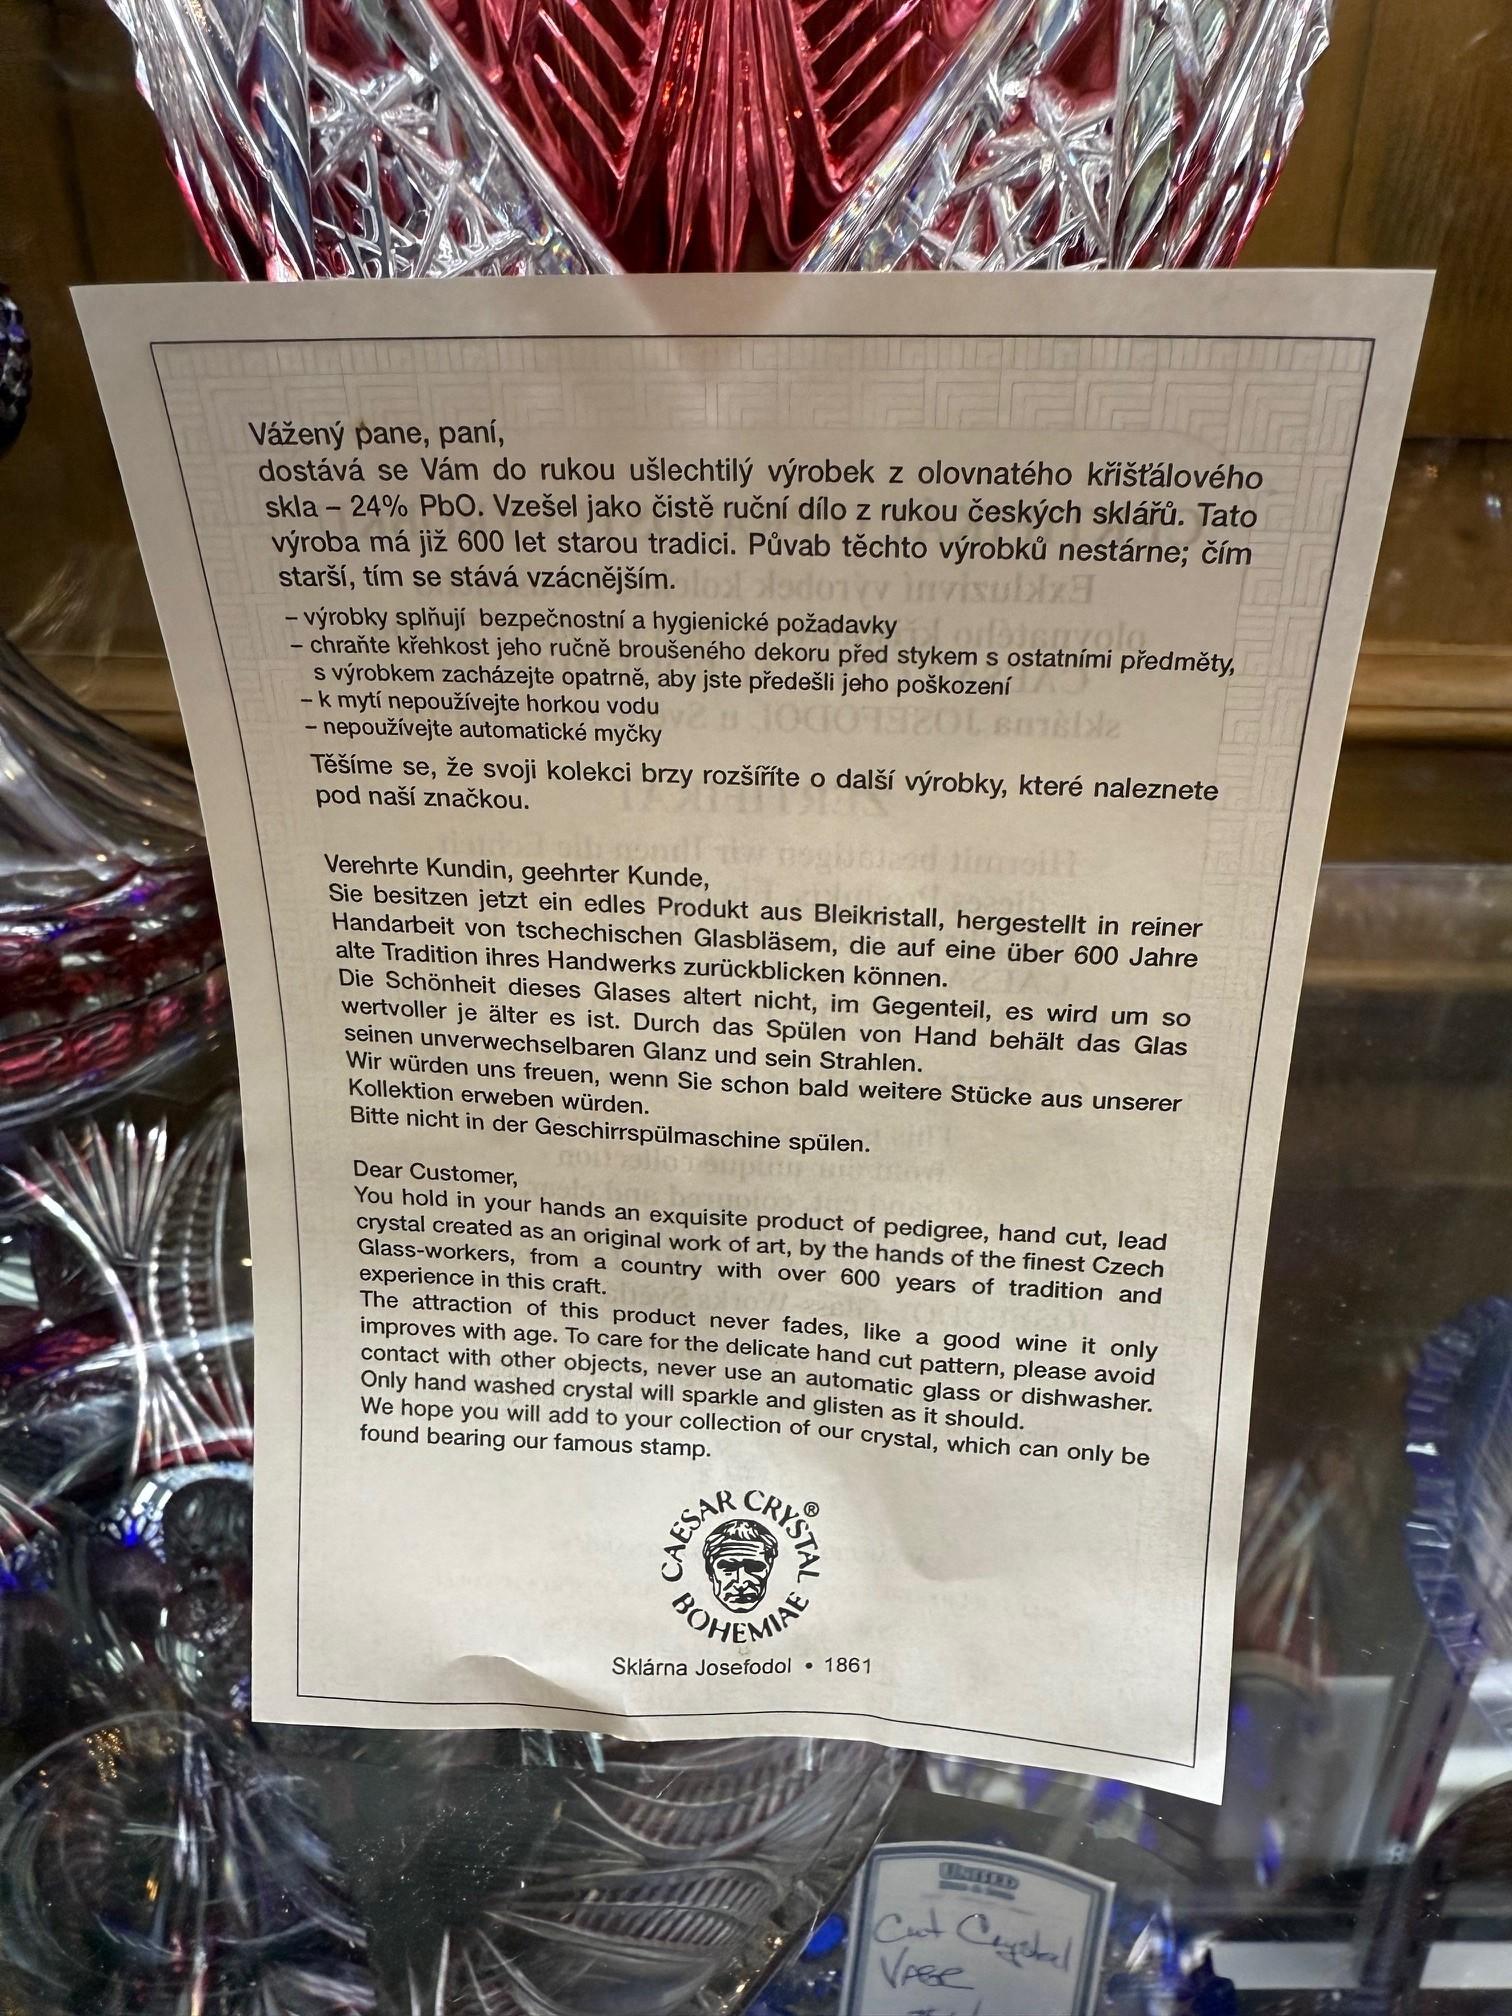 Vážený pane, paní,
dostává se Vám do rukou ušlechtilý výrobek z olovnatého křišťálového
skla – 24% PbO. Vzešel jako čistě ruční dílo z rukou českých sklářů. Tato
výroba má již 600 let starou tradici. Půvab těchto výrobků nestárne; čím
starší, tím se stává vzácnějším.
– výrobky splňují bezpečnostní a hygienické požadavky
– chraňte křehkost jeho ručně broušeného dekoru před stykem s ostatními předměty,
s výrobkem zacházejte opatrně, aby jste předešli jeho poškození
– k mytí nepoužívejte horkou vodu
– nepoužívejte automatické myčky
Těšíme se, že svoji kolekci brzy rozšíříte o další výrobky, které naleznete
pod naší značkou.
Verehrte Kundin, geehrter Kunde,
Sie besitzen jetzt ein edles Produkt aus Bleikristall, hergestellt in reiner
Handarbeit von tschechischen Glasbläsem, die auf eine über 600 Jahre
alte Tradition ihres Handwerks zurückblicken können.
Die Schönheit dieses Glases altert nicht, im Gegenteil, es wird um so
wertvoller je älter es ist. Durch das Spülen von Hand behält das Glas
seinen unverwechselbaren Glanz und sein Strahlen.
Wir würden uns freuen, wenn Sie schon bald weitere Stücke aus unserer
Kollektion erweben würden.
Bitte nicht in der Geschirrspülmaschine spülen.
Dear Customer,
You hold in your hands an exquisite product of pedigree, hand cut, lead
crystal created as an original work of art, by the hands of the finest Czech
Glass-workers, from a country with over 600 years of tradition and
experience in this craft.
The attraction of this product never fades, like a good wine it only
improves with age. To care for the delicate hand cut pattern, please avoid
contact with other objects, never use an automatic glass or dishwasher.
Only hand washed crystal will sparkle and glisten as it should.
We hope you will add to your collection of our crystal, which can only be
found bearing our famous stamp.
CAESAR CRYSTAL®
BOHEMIAE
Sklárna Josefodol • 1861
UNITED
Cut Crystal
VASE